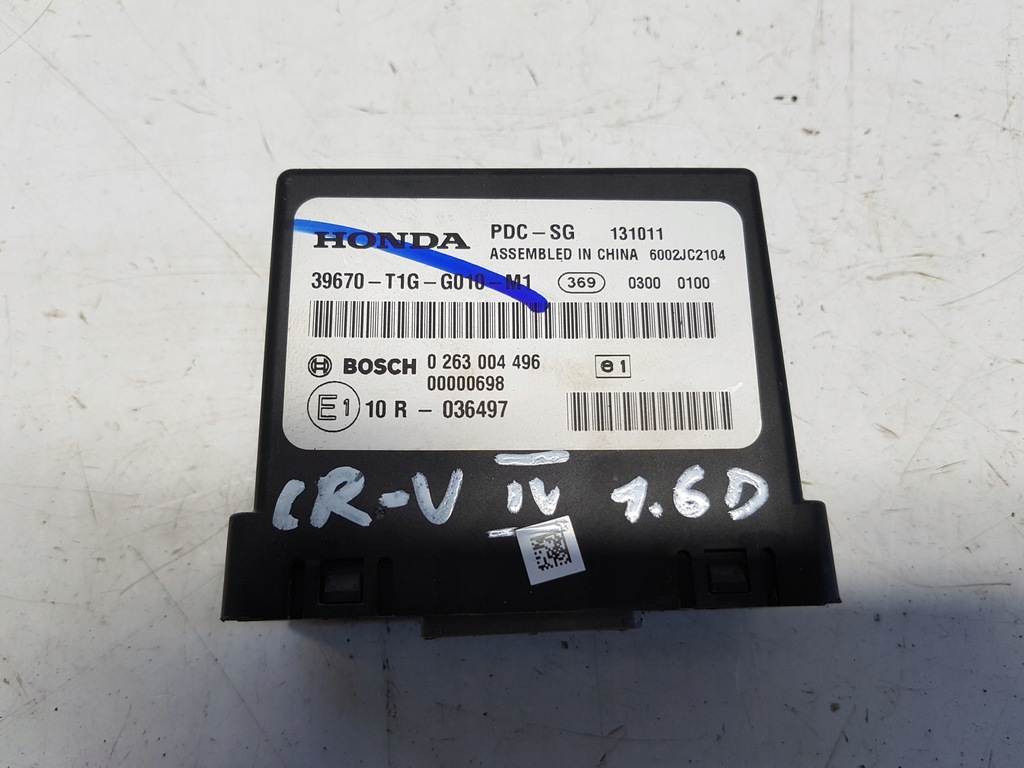 HONDA PDC-SG 131011
ASSEMBLED IN CHINA 6002JC2104
39670-T1G-G010-M1 369 0300 0100
BOSCH 0 263 004 496 e1
00000698
E1 10 R - 036497
CR-V IV 1.6D